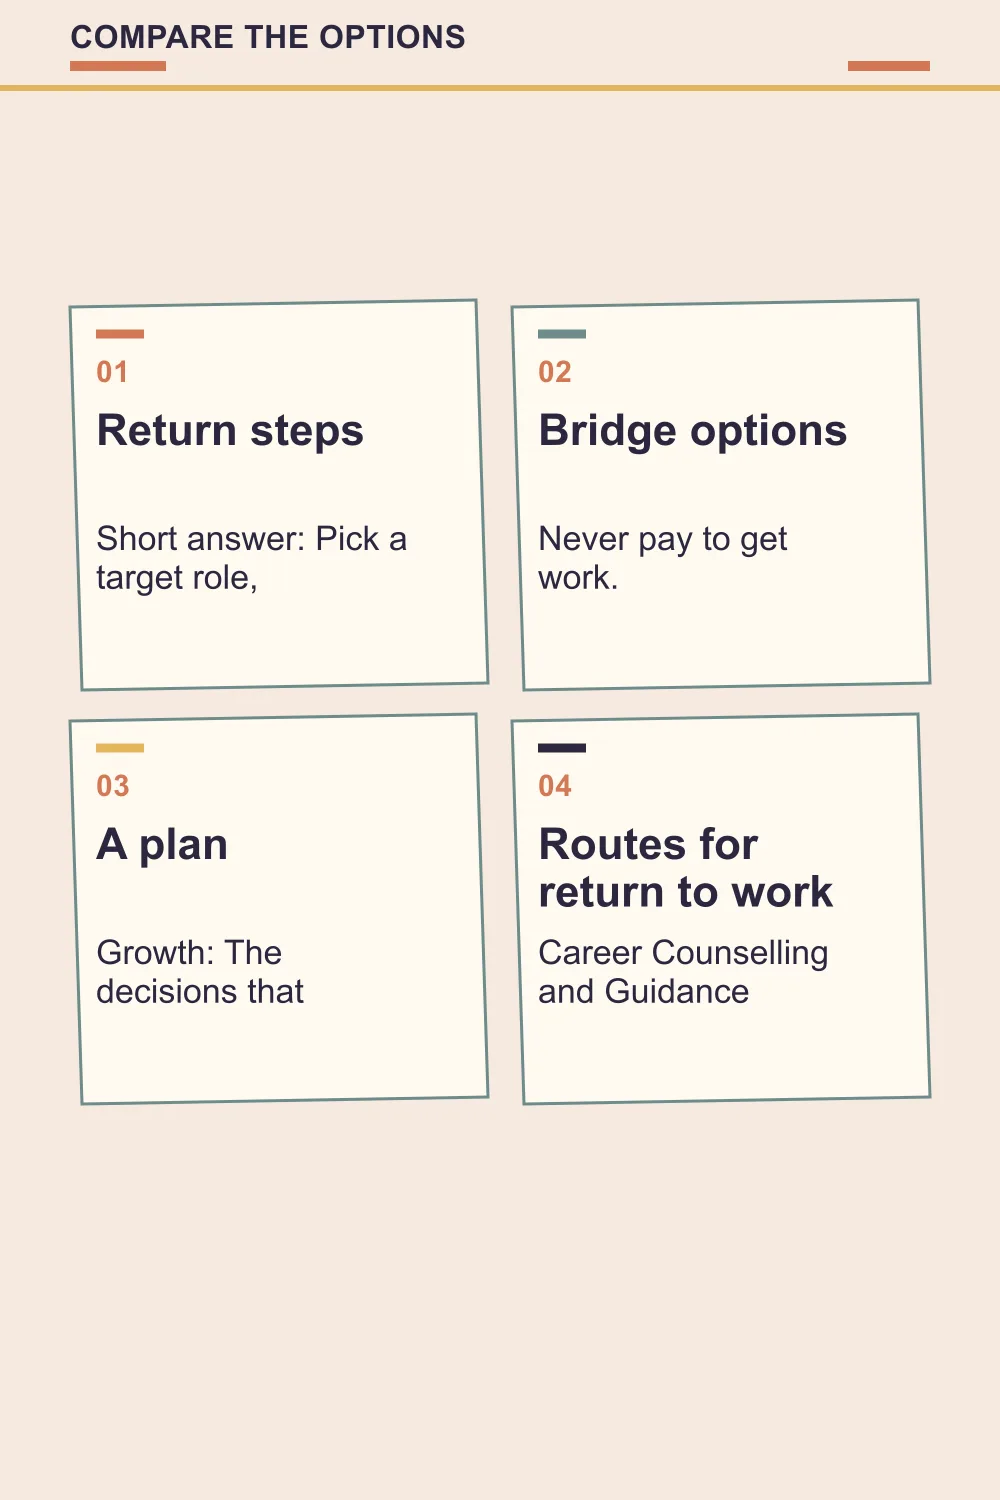 COMPARE THE OPTIONS
01
Return steps
Short answer: Pick a
target role,
02
Bridge options
Never pay to get
work.
03
A plan
Growth: The
decisions that
04
Routes for
return to work
Career Counselling
and Guidance